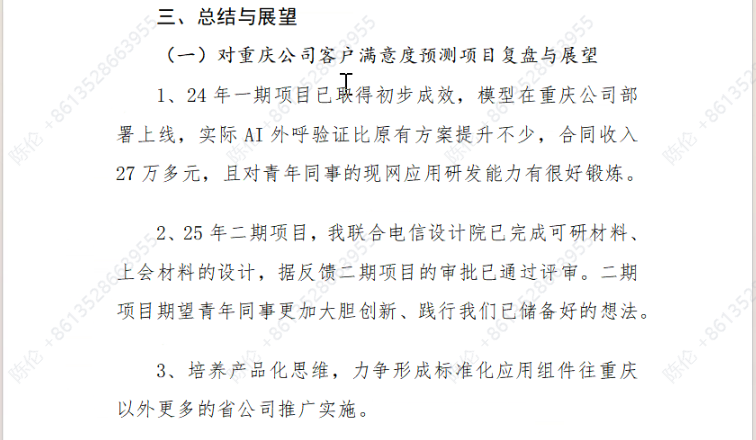 三、总结与展望
（一）对重庆公司客户满意度预测项目复盘与展望
1、24 年一期项目已取得初步成效，模型在重庆公司部
署上线，实际 AI 外呼验证比原有方案提升不少，合同收入
27 万多元，且对青年同事的现网应用研发能力有很好锻炼。
2、25 年二期项目，我联合电信设计院已完成可研材料、
上会材料的设计，据反馈二期项目的审批已通过评审。二期
项目期望青年同事更加大胆创新、践行我们已储备好的想法。
3、培养产品化思维，力争形成标准化应用组件往重庆
以外更多的省公司推广实施。
陈伦 +8613528663955
陈伦 +8613528663955
陈伦 +8613528663955
陈伦 +8613528663955
陈伦 +8613528663955
陈伦 +8613528663955